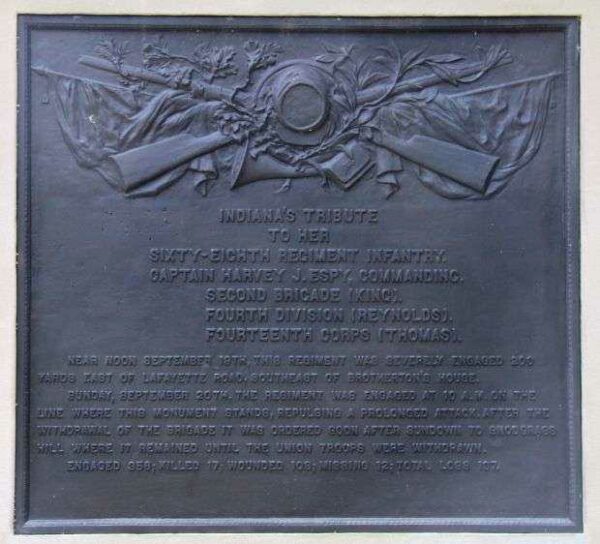 INDIANA'S TRIBUTE
TO HER
SIXTY-EIGHTH REGIMENT INFANTRY.
CAPTAIN HARVEY J. ESPY, COMMANDING.
SECOND BRIGADE (KING).
FOURTH DIVISION (REYNOLDS).
FOURTEENTH CORPS (THOMAS).
NEAR NOON SEPTEMBER 19TH, THIS REGIMENT WAS SEVERLY ENGAGED 200
YARDS EAST OF LAFAYETTE ROAD, SOUTHEAST OF BROTHERTON'S HOUSE.
SUNDAY, SEPTEMBER 20TH, THE REGIMENT WAS ENGAGED AT 10 A.M. ON THE
LINE WHERE THIS MONUMENT STANDS, REPULSING A PROLONGED ATTACK. AFTER THE
WITHDRAWAL OF THE BRIGADE IT WAS ORDERED SOON AFTER SUNDOWN TO SNODGRASS
HILL WHERE IT REMAINED UNTIL THE UNION TROOPS WERE WITHDRAWN.
ENGAGED 356; KILLED 17, WOUNDED 108; MISSING 12; TOTAL LOSS 137.